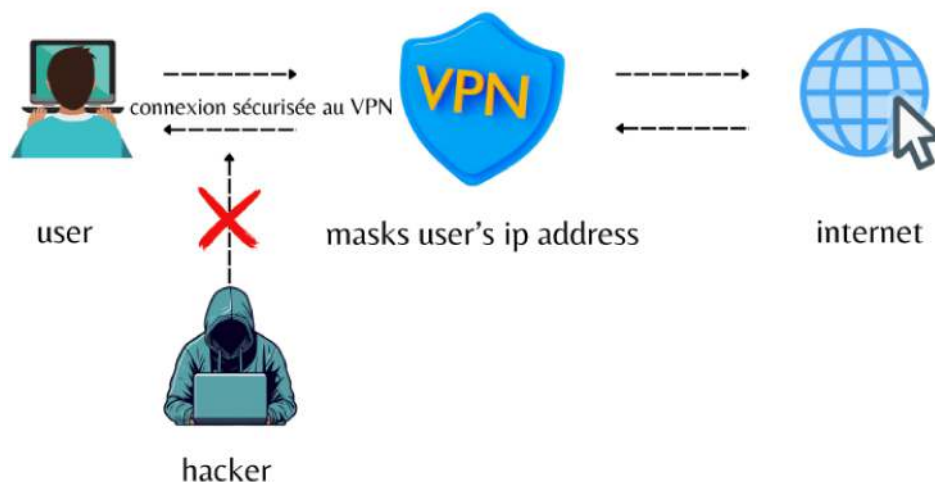 VPN
connexion sécurisée au VPN
user
masks user's ip address
internet
hacker